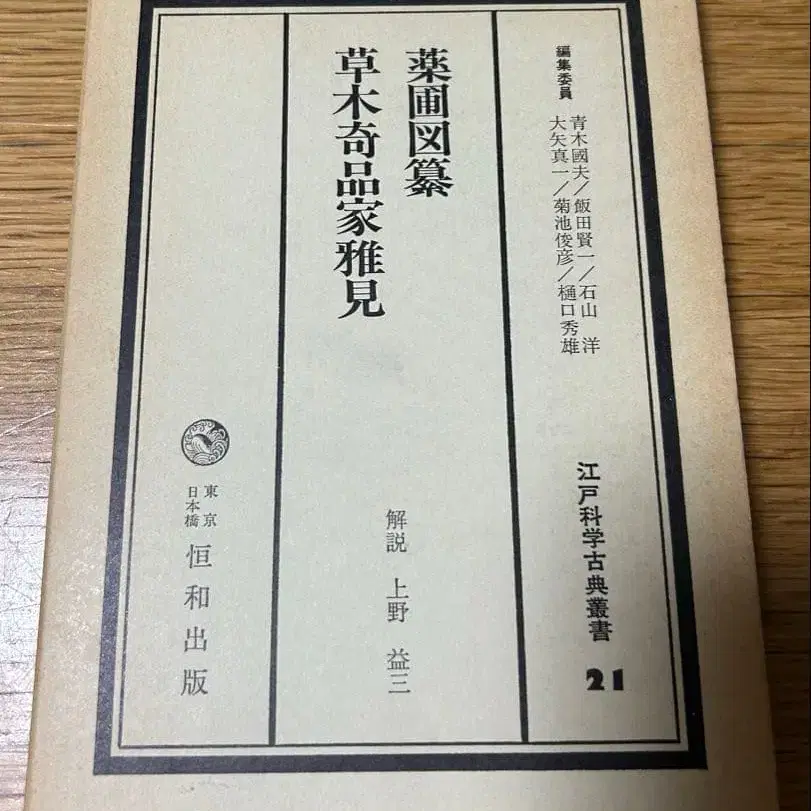 編集委員
青木國夫/飯田賢一/石山 洋
大矢真一/菊池俊彦/樋口秀雄
江戸科学古典叢書 21
薬圃図纂
草木奇品家雅見
解説 上野 益三
東京
日本橋
恒和出版